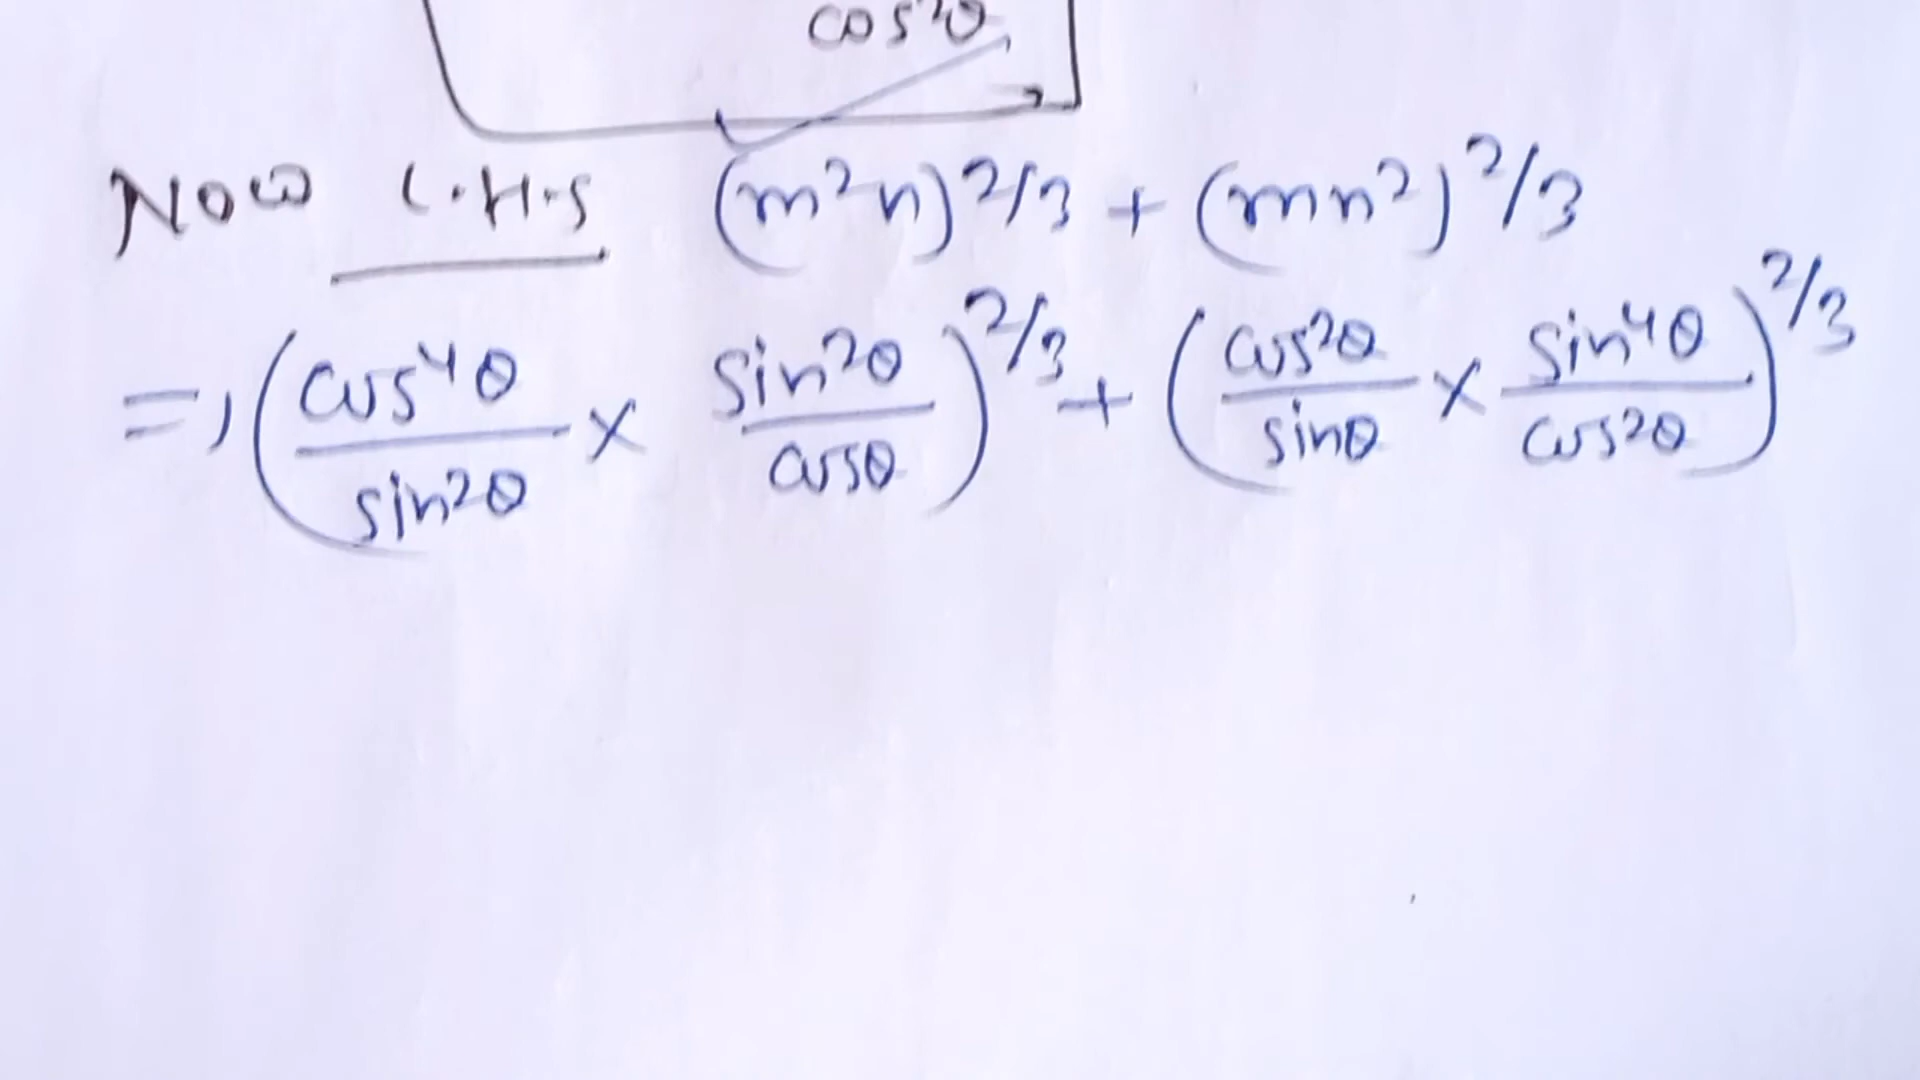 cos²θ
Now L.H.S (m²n)^2/3 + (mn²)^2/3
=, (cos⁴θ/sin²θ × sin²θ/cosθ)^2/3 + (cos²θ/sinθ × sin⁴θ/cos²θ)^2/3